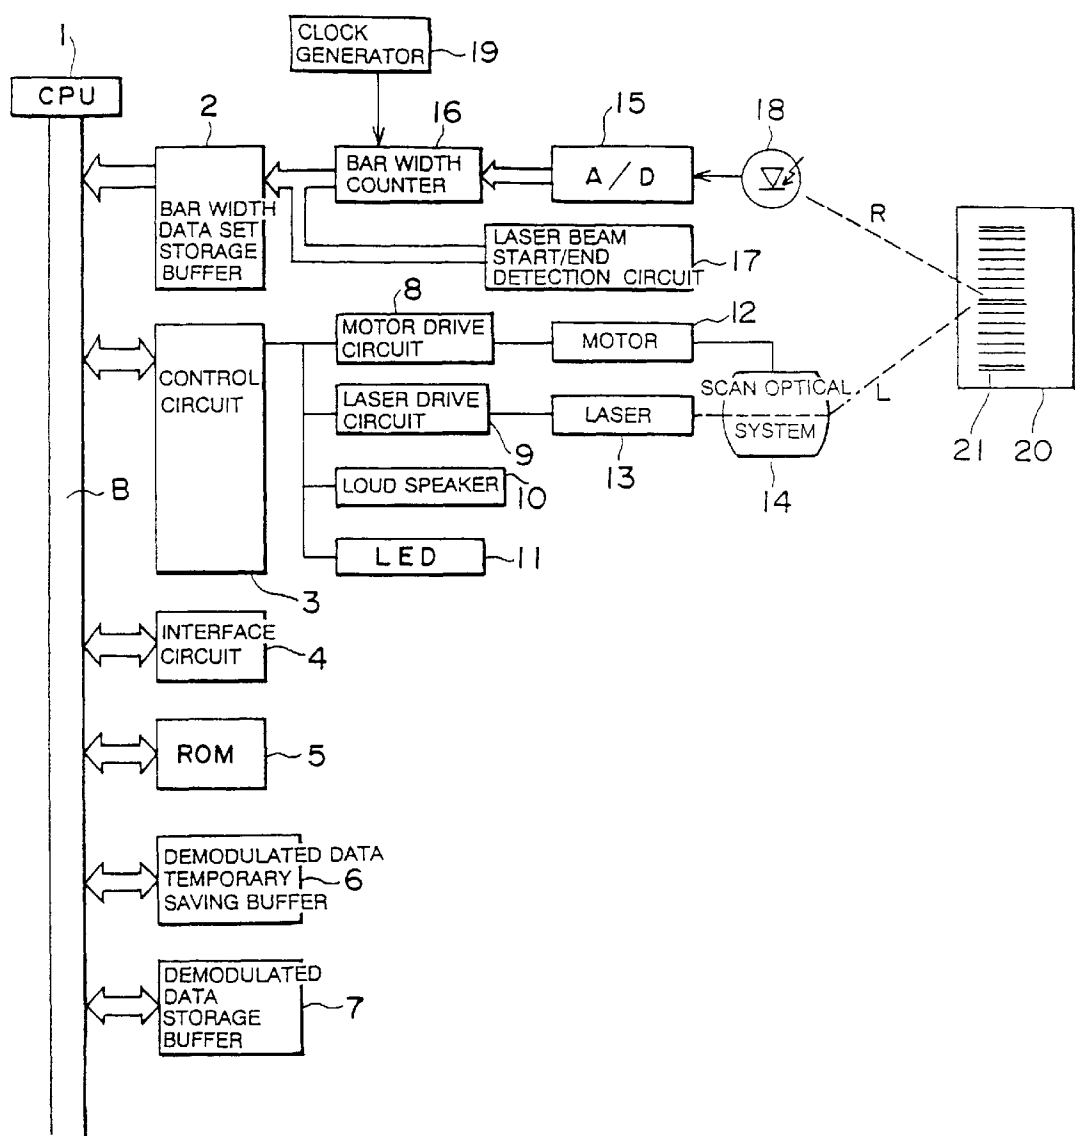 1
CPU
CLOCK
GENERATOR
19
2
16
15
18
BAR WIDTH
COUNTER
A/D
BAR WIDTH
DATA SET
STORAGE
BUFFER
LASER BEAM
START/END
DETECTION CIRCUIT
17
R
8
12
MOTOR DRIVE
CIRCUIT
MOTOR
CONTROL
CIRCUIT
SCAN OPTICAL
SYSTEM
L
LASER DRIVE
CIRCUIT
LASER
9
13
14
21
20
B
LOUD SPEAKER
10
LED
11
3
INTERFACE
CIRCUIT
4
ROM
5
DEMODULATED DATA
TEMPORARY
SAVING BUFFER
6
DEMODULATED
DATA
STORAGE
BUFFER
7